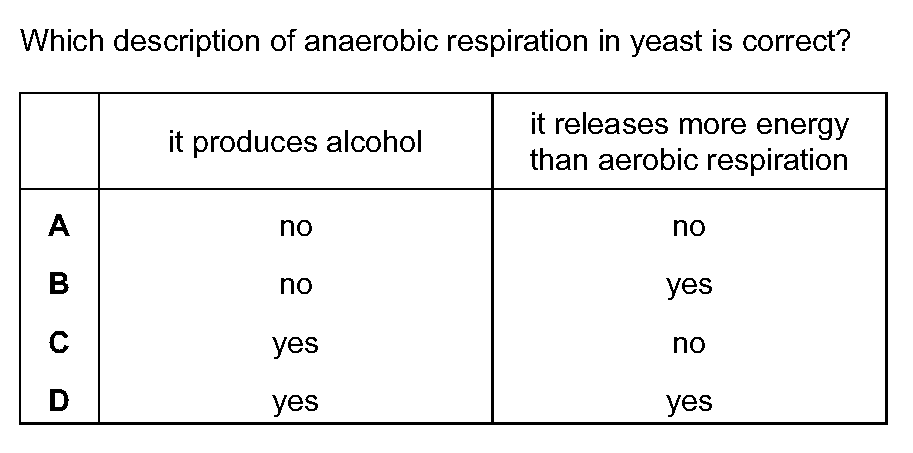 Which description of anaerobic respiration in yeast is correct?
it produces alcohol
it releases more energy
than aerobic respiration
A no no
B no yes
C yes no
D yes yes